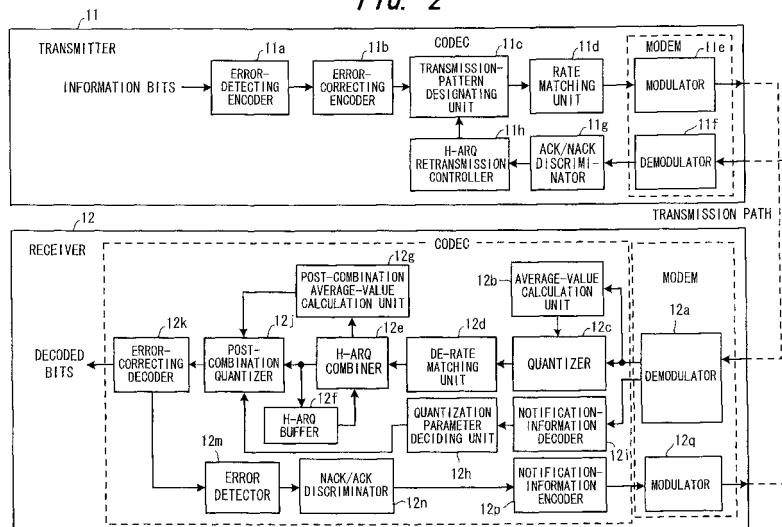 FIG. 2
11
TRANSMITTER
CODEC
MODEM
11a
11b
11c
11d
11e
INFORMATION BITS
ERROR-
DETECTING
ENCODER
ERROR-
CORRECTING
ENCODER
TRANSMISSION-
PATTERN
DESIGNATING
UNIT
RATE
MATCHING
UNIT
MODULATOR
11h
11g
11f
H-ARQ
RETRANSMISSION
CONTROLLER
ACK/NACK
DISCRIMI-
NATOR
DEMODULATOR
TRANSMISSION PATH
12
RECEIVER
CODEC
MODEM
12g
POST-COMBINATION
AVERAGE-VALUE
CALCULATION UNIT
12b
AVERAGE-VALUE
CALCULATION
UNIT
12a
12k
12j
12e
12d
12c
DECODED
BITS
ERROR-
CORRECTING
DECODER
POST-
COMBINATION
QUANTIZER
H-ARQ
COMBINER
DE-RATE
MATCHING
UNIT
QUANTIZER
DEMODULATOR
12f
H-ARQ
BUFFER
QUANTIZATION
PARAMETER
DECIDING UNIT
12h
NOTIFICATION-
INFORMATION
DECODER
12i
12m
ERROR
DETECTOR
NACK/ACK
DISCRIMINATOR
12n
NOTIFICATION-
INFORMATION
ENCODER
12p
12q
MODULATOR